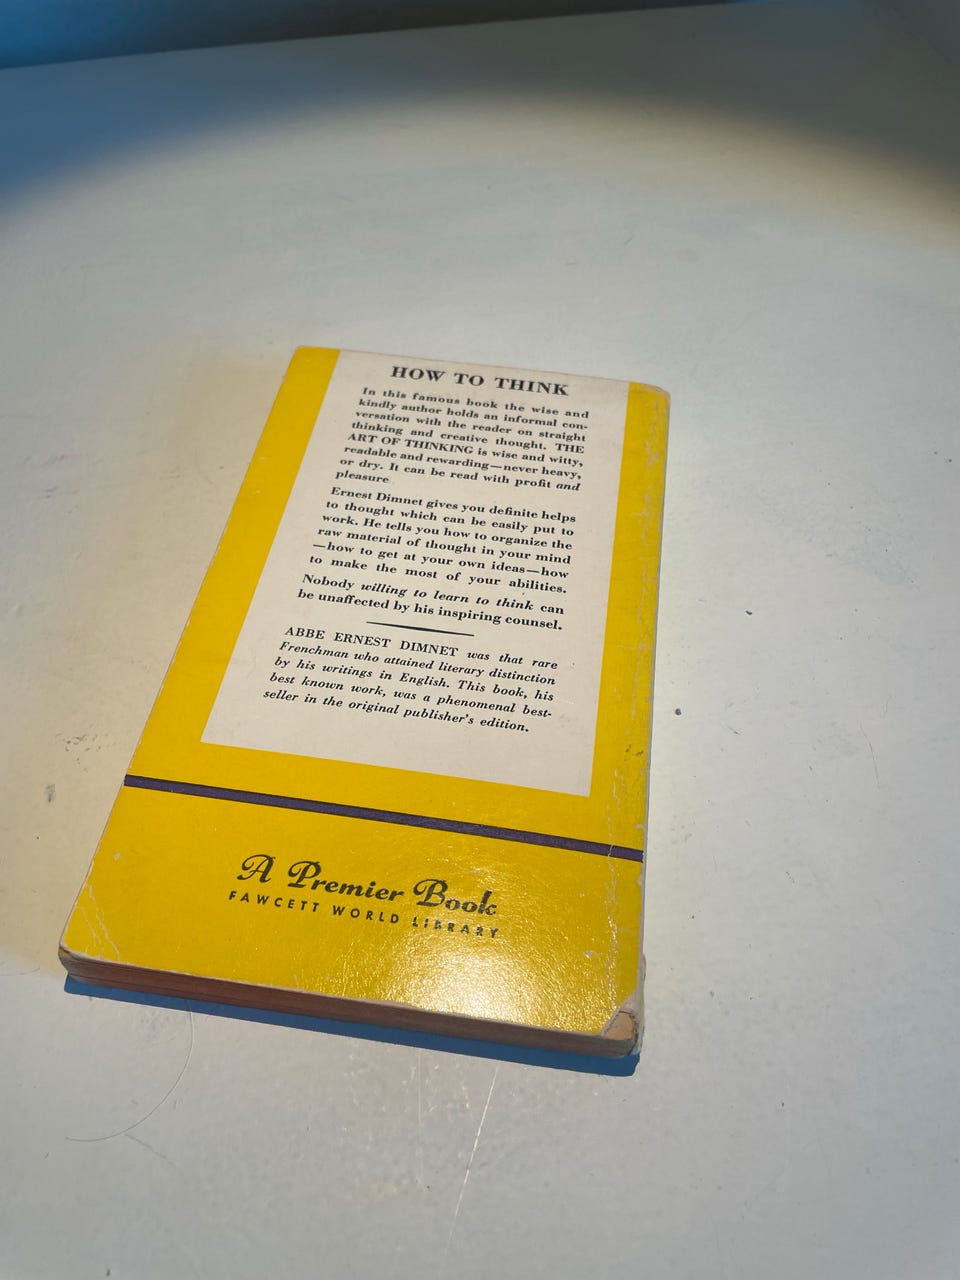 HOW TO THINK
In this famous book the wise and
kindly author holds an informal con-
versation with the reader on straight
thinking and creative thought. THE
ART OF THINKING is wise and witty,
readable and rewarding—never heavy,
or dry. It can be read with profit and
pleasure
Ernest Dimnet gives you definite helps
to thought which can be easily put to
work. He tells you how to organize the
raw material of thought in your mind
—how to get at your own ideas—how
to make the most of your abilities.
Nobody willing to learn to think can
be unaffected by his inspiring counsel.
ABBE ERNEST DIMNET was that rare
Frenchman who attained literary distinction
by his writings in English. This book, his
best known work, was a phenomenal best-
seller in the original publisher's edition.
A Premier Book
FAWCETT WORLD LIBRARY